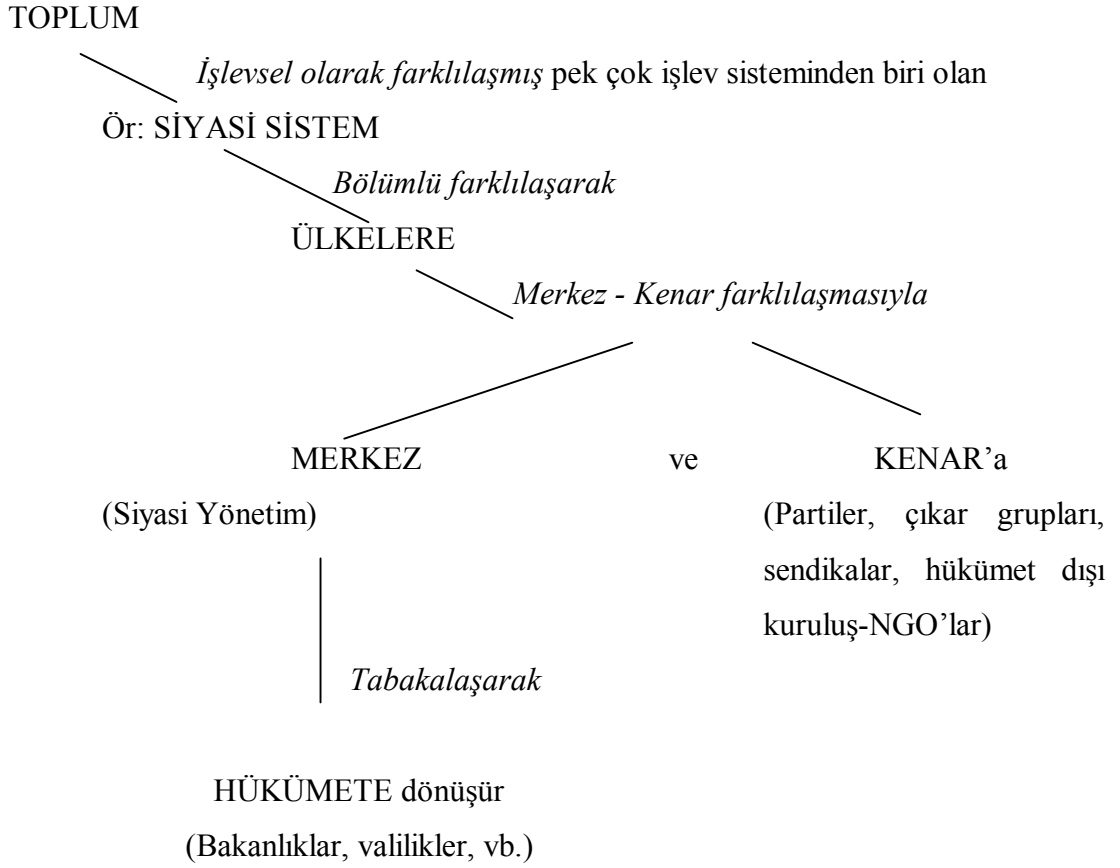 TOPLUM
İşlevsel olarak farklılaşmış pek çok işlev sisteminden biri olan
Ör: SİYASİ SİSTEM
Bölümlü farklılaşarak
ÜLKELERE
Merkez - Kenar farklılaşmasıyla
MERKEZ ve KENAR’a
(Siyasi Yönetim)
(Partiler, çıkar grupları,
sendikalar, hükümet dışı
kuruluş-NGO’lar)
Tabakalaşarak
HÜKÜMETE dönüşür
(Bakanlıklar, valilikler, vb.)